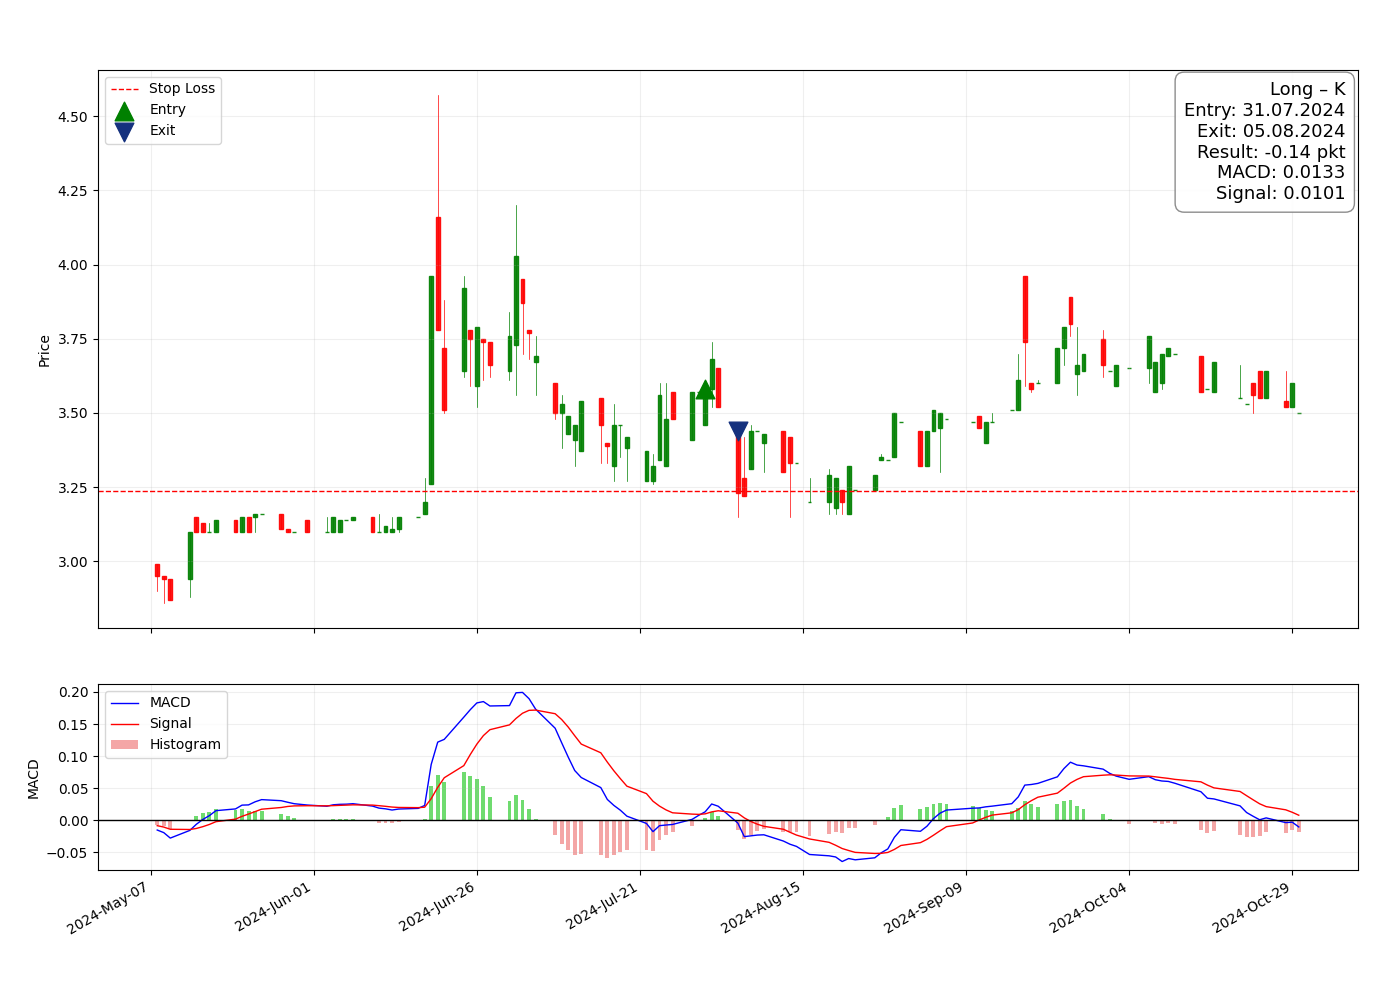 Stop Loss
Entry
Exit
Long – K
Entry: 31.07.2024
Exit: 05.08.2024
Result: -0.14 pkt
MACD: 0.0133
Signal: 0.0101
4.50
4.25
4.00
3.75
3.50
3.25
3.00
Price
MACD
Signal
Histogram
0.20
0.15
0.10
0.05
0.00
−0.05
MACD
2024-May-07
2024-Jun-01
2024-Jun-26
2024-Jul-21
2024-Aug-15
2024-Sep-09
2024-Oct-04
2024-Oct-29